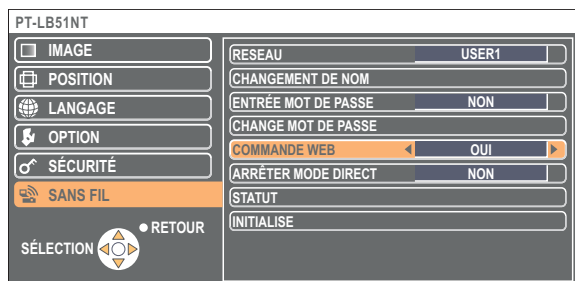 PT-LB51NT
IMAGE
POSITION
LANGAGE
OPTION
SÉCURITÉ
SANS FIL
RETOUR
SÉLECTION
RESEAU USER1
CHANGEMENT DE NOM
ENTRÉE MOT DE PASSE NON
CHANGE MOT DE PASSE
COMMANDE WEB OUI
ARRÊTER MODE DIRECT NON
STATUT
INITIALISE